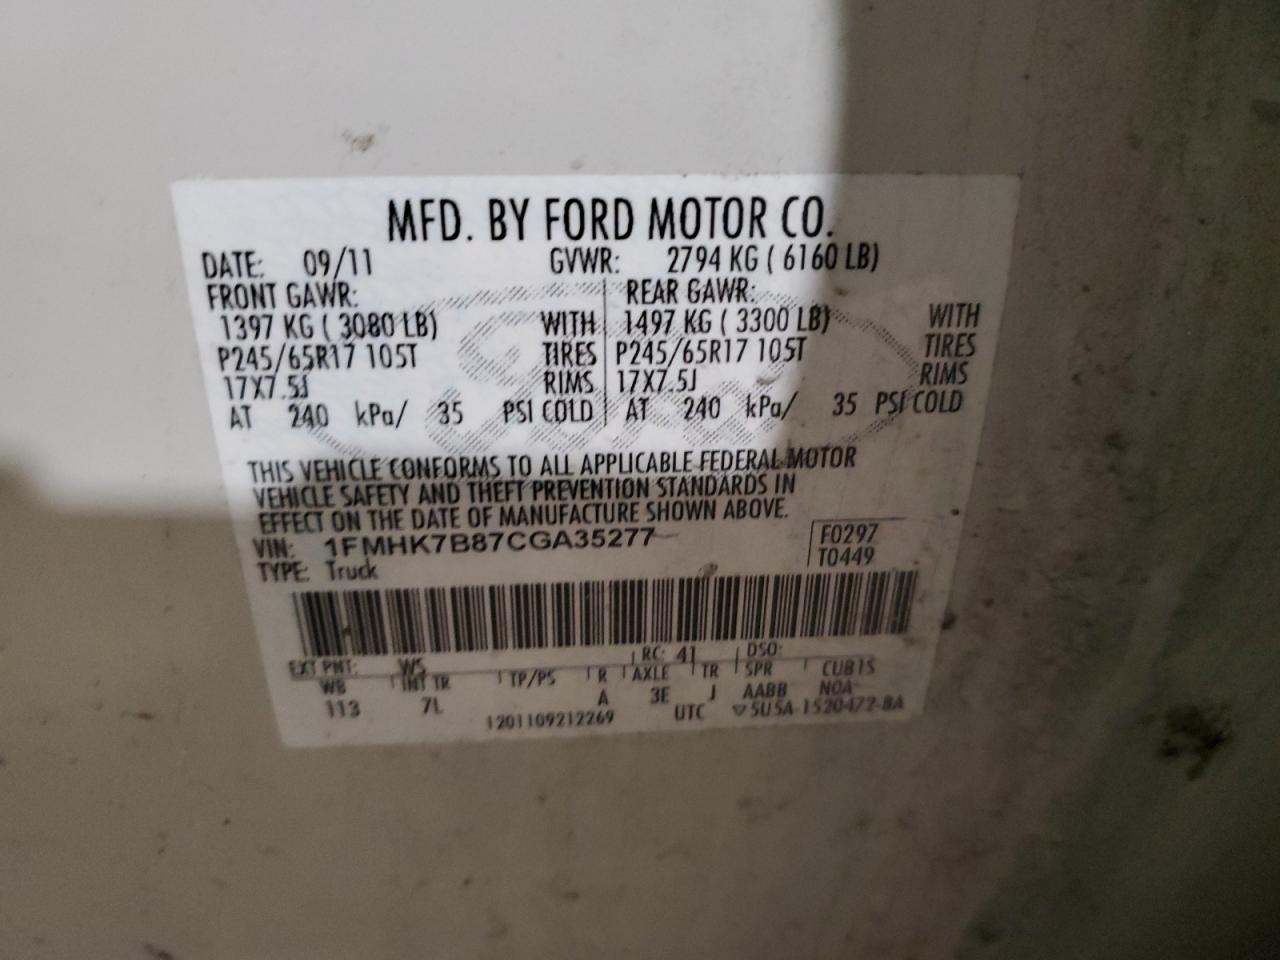 MFD. BY FORD MOTOR CO.
DATE: 09/11 GVWR: 2794 KG ( 6160 LB)
FRONT GAWR: REAR GAWR:
1397 KG ( 3080 LB) WITH 1497 KG ( 3300 LB) WITH
P245/65R17 105T TIRES P245/65R17 105T TIRES
17X7.5J RIMS 17X7.5J RIMS
AT 240 kPa/ 35 PSI COLD AT 240 kPa/ 35 PSI COLD
THIS VEHICLE CONFORMS TO ALL APPLICABLE FEDERAL MOTOR
VEHICLE SAFETY AND THEFT PREVENTION STANDARDS IN
EFFECT ON THE DATE OF MANUFACTURE SHOWN ABOVE.
VIN: 1FMHK7B87CGA35277 F0297
TYPE: Truck T0449
EXT PNT: WS RC: 41 DSO:
WB INT TR TP/PS R AXLE TR SPR CUB1S
113 7L A 3E J AABB NOA
1201109212269 UTC ▽5U5A-1520472-BA